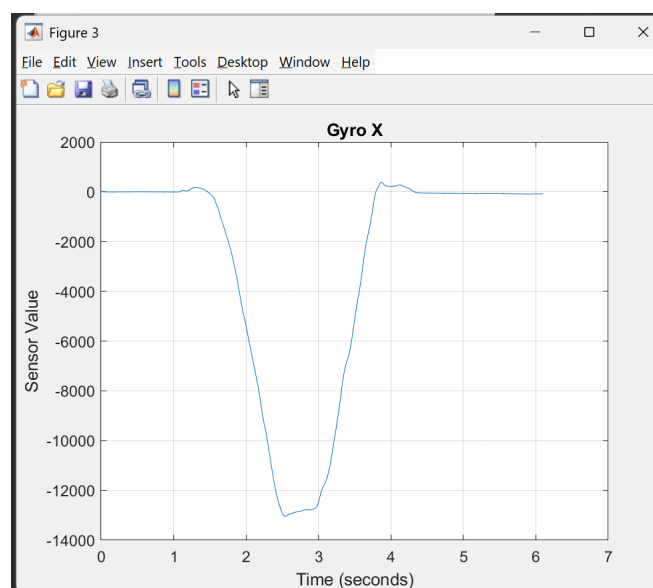 Figure 3
File Edit View Insert Tools Desktop Window Help
Gyro X
2000
0
-2000
-4000
-6000
-8000
-10000
-12000
-14000
Sensor Value
0 1 2 3 4 5 6 7
Time (seconds)